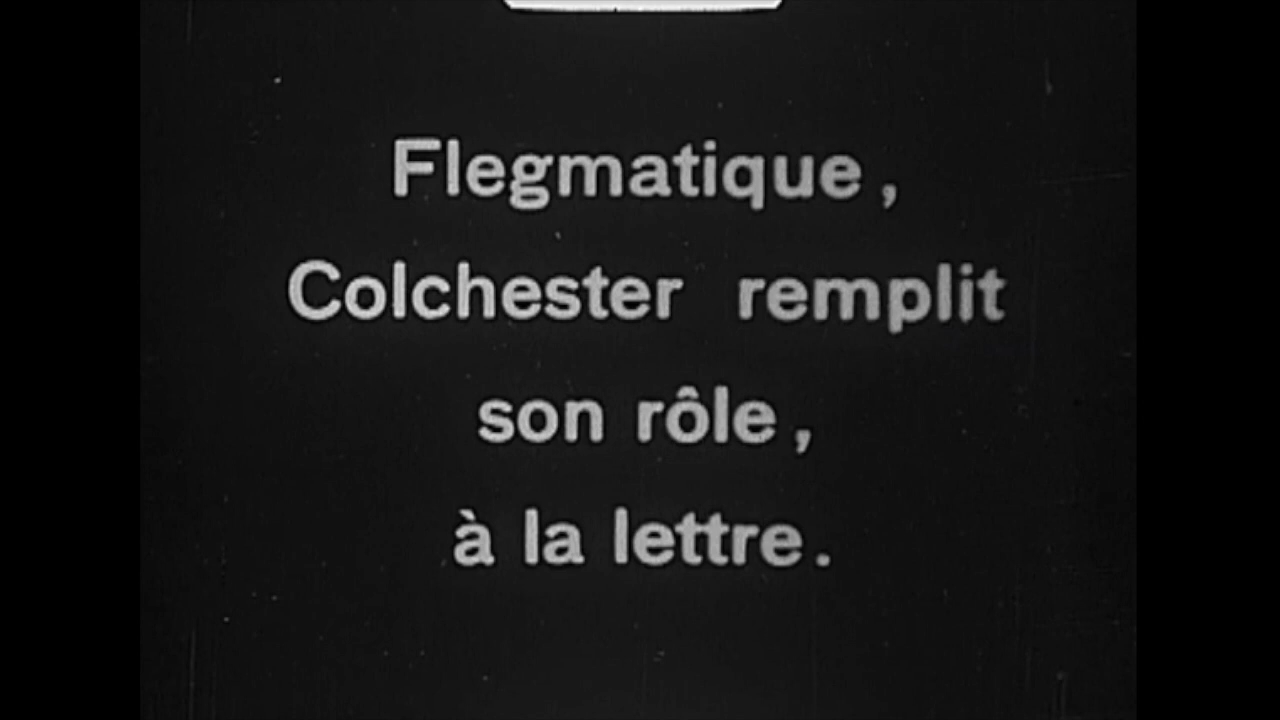 Flegmatique,
Colchester remplit
son rôle,
à la lettre.